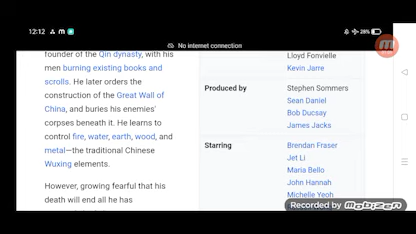 12:12
28%
No internet connection
founder of the Qin dynasty, with his
men burning existing books and
scrolls. He later orders the
construction of the Great Wall of
China, and buries his enemies'
corpses beneath it. He learns to
control fire, water, earth, wood, and
metal—the traditional Chinese
Wuxing elements.
However, growing fearful that his
death will end all he has
Lloyd Fonvielle
Kevin Jarre
Produced by
Stephen Sommers
Sean Daniel
Bob Ducsay
James Jacks
Starring
Brendan Fraser
Jet Li
Maria Bello
John Hannah
Michelle Yeoh
Recorded by
Mobizen